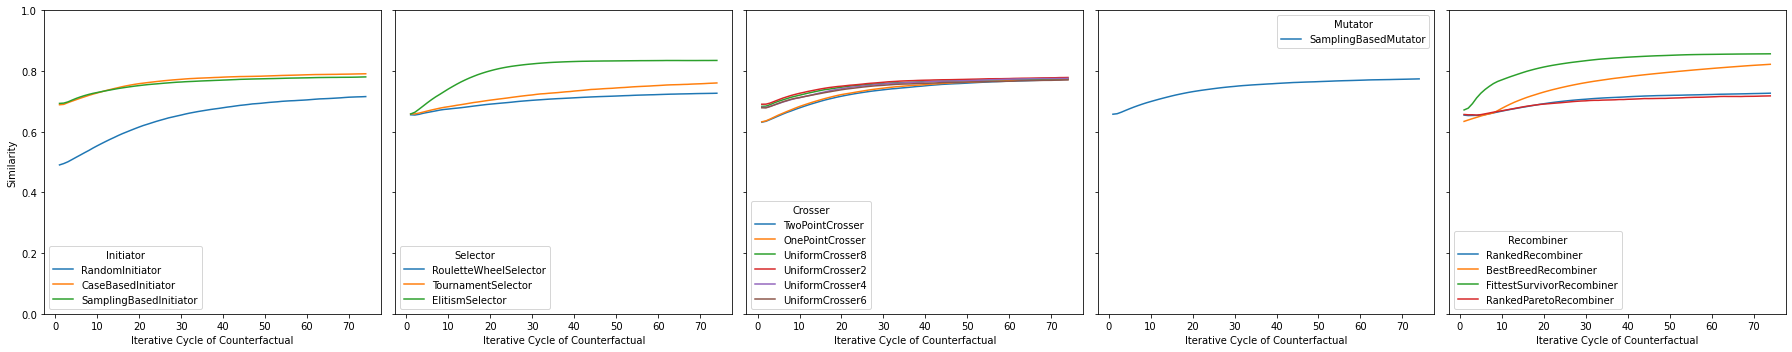 1.0
0.8
0.6
0.4
0.2
0.0
Similarity
Initiator
RandomInitiator
CaseBasedInitiator
SamplingBasedInitiator
0 10 20 30 40 50 60 70
Iterative Cycle of Counterfactual
Selector
RouletteWheelSelector
TournamentSelector
ElitismSelector
0 10 20 30 40 50 60 70
Iterative Cycle of Counterfactual
Crosser
TwoPointCrosser
OnePointCrosser
UniformCrosser8
UniformCrosser2
UniformCrosser4
UniformCrosser6
0 10 20 30 40 50 60 70
Iterative Cycle of Counterfactual
Mutator
SamplingBasedMutator
0 10 20 30 40 50 60 70
Iterative Cycle of Counterfactual
Recombiner
RankedRecombiner
BestBreedRecombiner
FittestSurvivorRecombiner
RankedParetoRecombiner
0 10 20 30 40 50 60 70
Iterative Cycle of Counterfactual